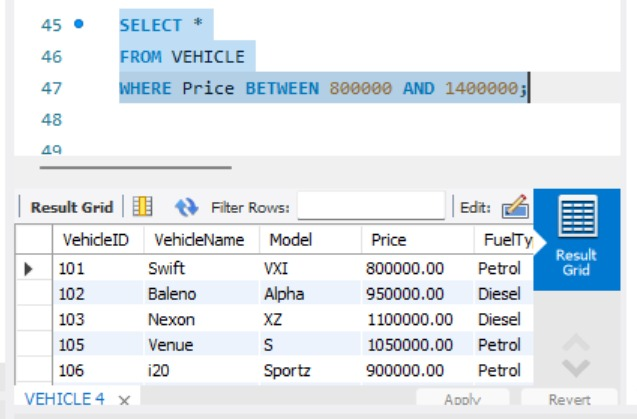 45 SELECT *
46 FROM VEHICLE
47 WHERE Price BETWEEN 800000 AND 1400000;
48
49
Result Grid Filter Rows: Edit:
VehicleID VehicleName Model Price FuelTy
101 Swift VXI 800000.00 Petrol
102 Baleno Alpha 950000.00 Diesel
103 Nexon XZ 1100000.00 Diesel
105 Venue S 1050000.00 Petrol
106 i20 Sportz 900000.00 Petrol
Result
Grid
VEHICLE 4 × Apply Revert